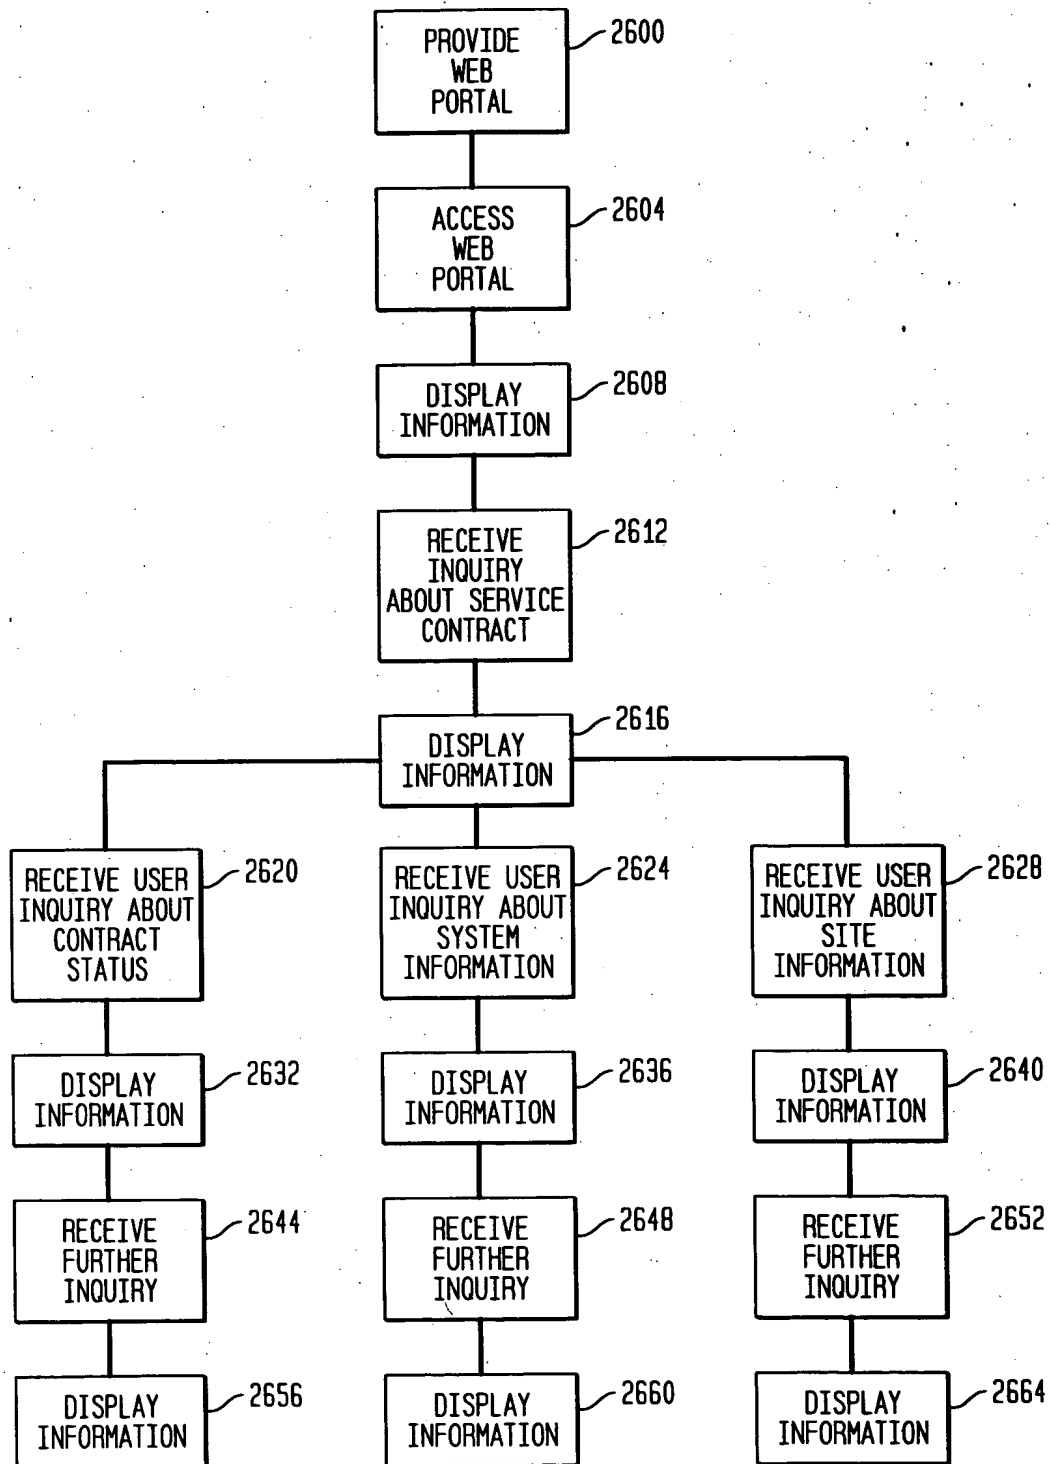 PROVIDE
WEB
PORTAL
2600
ACCESS
WEB
PORTAL
2604
DISPLAY
INFORMATION
2608
RECEIVE
INQUIRY
ABOUT SERVICE
CONTRACT
2612
DISPLAY
INFORMATION
2616
RECEIVE USER
INQUIRY ABOUT
CONTRACT
STATUS
2620
RECEIVE USER
INQUIRY ABOUT
SYSTEM
INFORMATION
2624
RECEIVE USER
INQUIRY ABOUT
SITE
INFORMATION
2628
DISPLAY
INFORMATION
2632
DISPLAY
INFORMATION
2636
DISPLAY
INFORMATION
2640
RECEIVE
FURTHER
INQUIRY
2644
RECEIVE
FURTHER
INQUIRY
2648
RECEIVE
FURTHER
INQUIRY
2652
DISPLAY
INFORMATION
2656
DISPLAY
INFORMATION
2660
DISPLAY
INFORMATION
2664